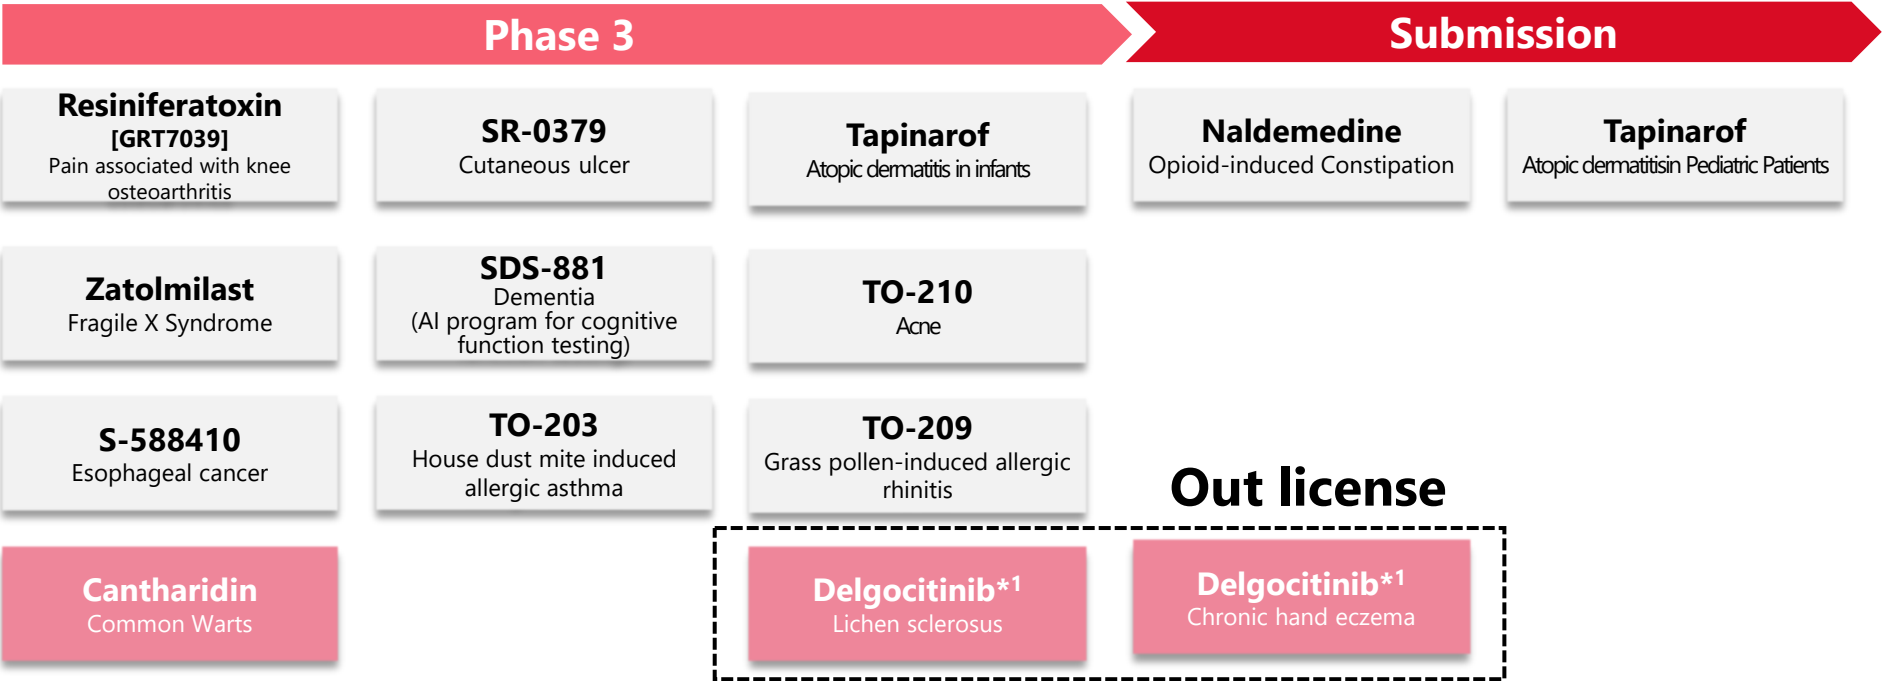 Phase 3
Submission
Resiniferatoxin
[GRT7039]
Pain associated with knee
osteoarthritis
SR-0379
Cutaneous ulcer
Tapinarof
Atopic dermatitis in infants
Naldemedine
Opioid-induced Constipation
Tapinarof
Atopic dermatitisin Pediatric Patients
Zatolmilast
Fragile X Syndrome
SDS-881
Dementia
(AI program for cognitive
function testing)
TO-210
Acne
S-588410
Esophageal cancer
TO-203
House dust mite induced
allergic asthma
TO-209
Grass pollen-induced allergic
rhinitis
Out license
Cantharidin
Common Warts
Delgocitinib*1
Lichen sclerosus
Delgocitinib*1
Chronic hand eczema